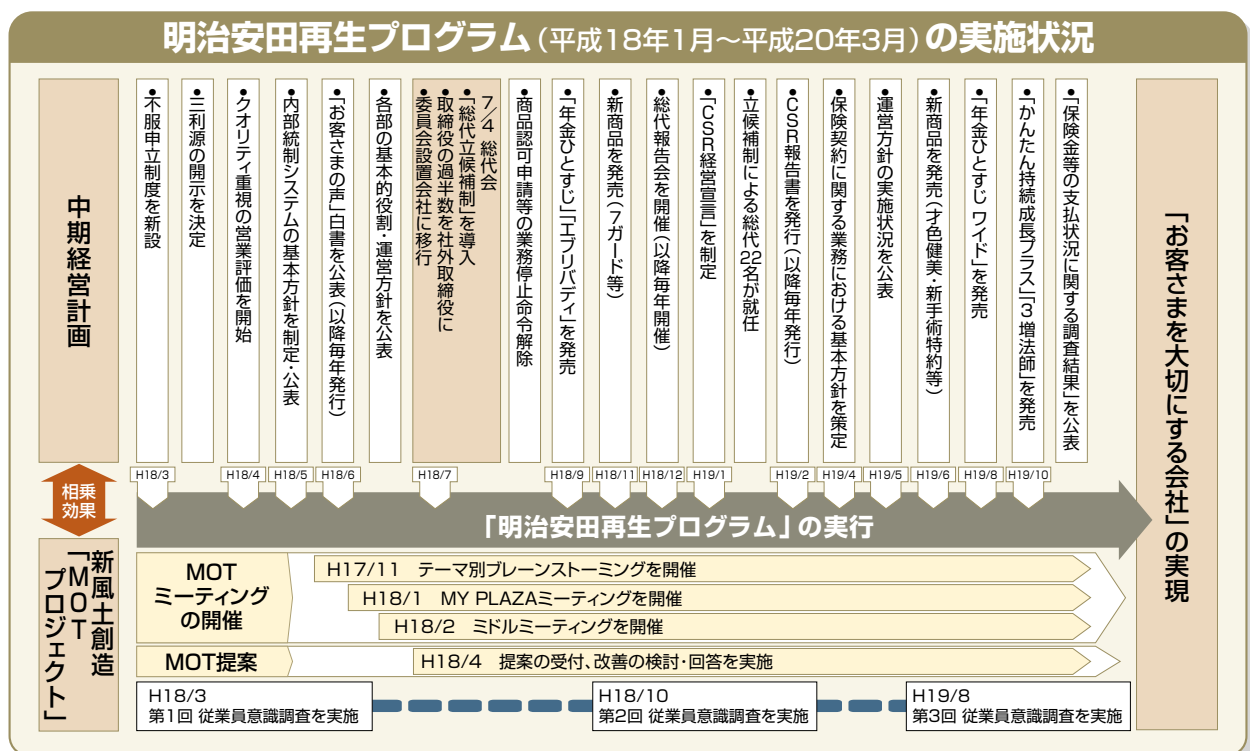 明治安田再生プログラム（平成18年1月～平成20年3月）の実施状況
中期経営計画
●不服申立制度を新設
●三利源の開示を決定
●クオリティ重視の営業評価を開始
●内部統制システムの基本方針を制定・公表
●「お客さまの声」白書を公表（以降毎年発行）
●各部の基本的役割・運営方針を公表
7/4 総代会
●「総代立候補制」を導入
●取締役の過半数を社外取締役に
●委員会設置会社に移行
●商品認可申請等の業務停止命令解除
●「年金ひとすじ」「エブリバディ」を発売
●新商品を発売（7ガード等）
●総代報告会を開催（以降毎年開催）
●「CSR経営宣言」を制定
●立候補制による総代22名が就任
●CSR報告書を発行（以降毎年発行）
●保険契約に関する業務における基本方針を策定
●運営方針の実施状況を公表
●新商品を発売（才色健美・新手術特約等）
●「年金ひとすじ ワイド」を発売
●「かんたん持続成長プラス」「3増法師」を発売
●「保険金等の支払状況に関する調査結果」を公表
H18/3
H18/4
H18/5
H18/6
H18/7
H18/9
H18/11
H18/12
H19/1
H19/2
H19/4
H19/5
H19/6
H19/8
H19/10
相乗
効果
「明治安田再生プログラム」の実行
「お客さまを大切にする会社」の実現
新風土創造
「MOT
プロジェクト」
MOT
ミーティング
の開催
H17/11 テーマ別ブレーンストーミングを開催
H18/1 MY PLAZAミーティングを開催
H18/2 ミドルミーティングを開催
MOT提案
H18/4 提案の受付、改善の検討・回答を実施
H18/3
第1回 従業員意識調査を実施
H18/10
第2回 従業員意識調査を実施
H19/8
第3回 従業員意識調査を実施